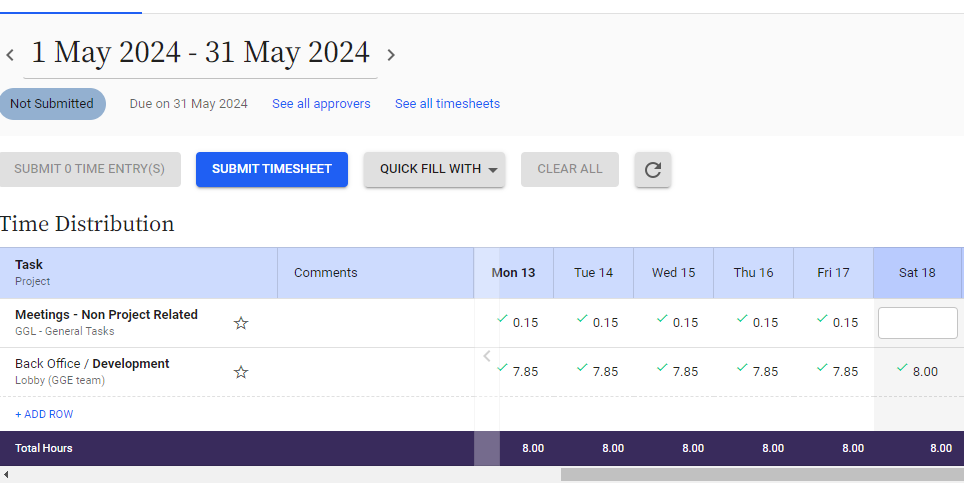 1 May 2024 - 31 May 2024
Not Submitted Due on 31 May 2024 See all approvers See all timesheets
SUBMIT 0 TIME ENTRY(S) SUBMIT TIMESHEET QUICK FILL WITH CLEAR ALL
Time Distribution
Task
Project
Comments Mon 13 Tue 14 Wed 15 Thu 16 Fri 17 Sat 18
Meetings - Non Project Related
GGL - General Tasks
0.15 0.15 0.15 0.15 0.15
Back Office / Development
Lobby (GGE team)
7.85 7.85 7.85 7.85 7.85 8.00
+ ADD ROW
Total Hours 8.00 8.00 8.00 8.00 8.00 8.00